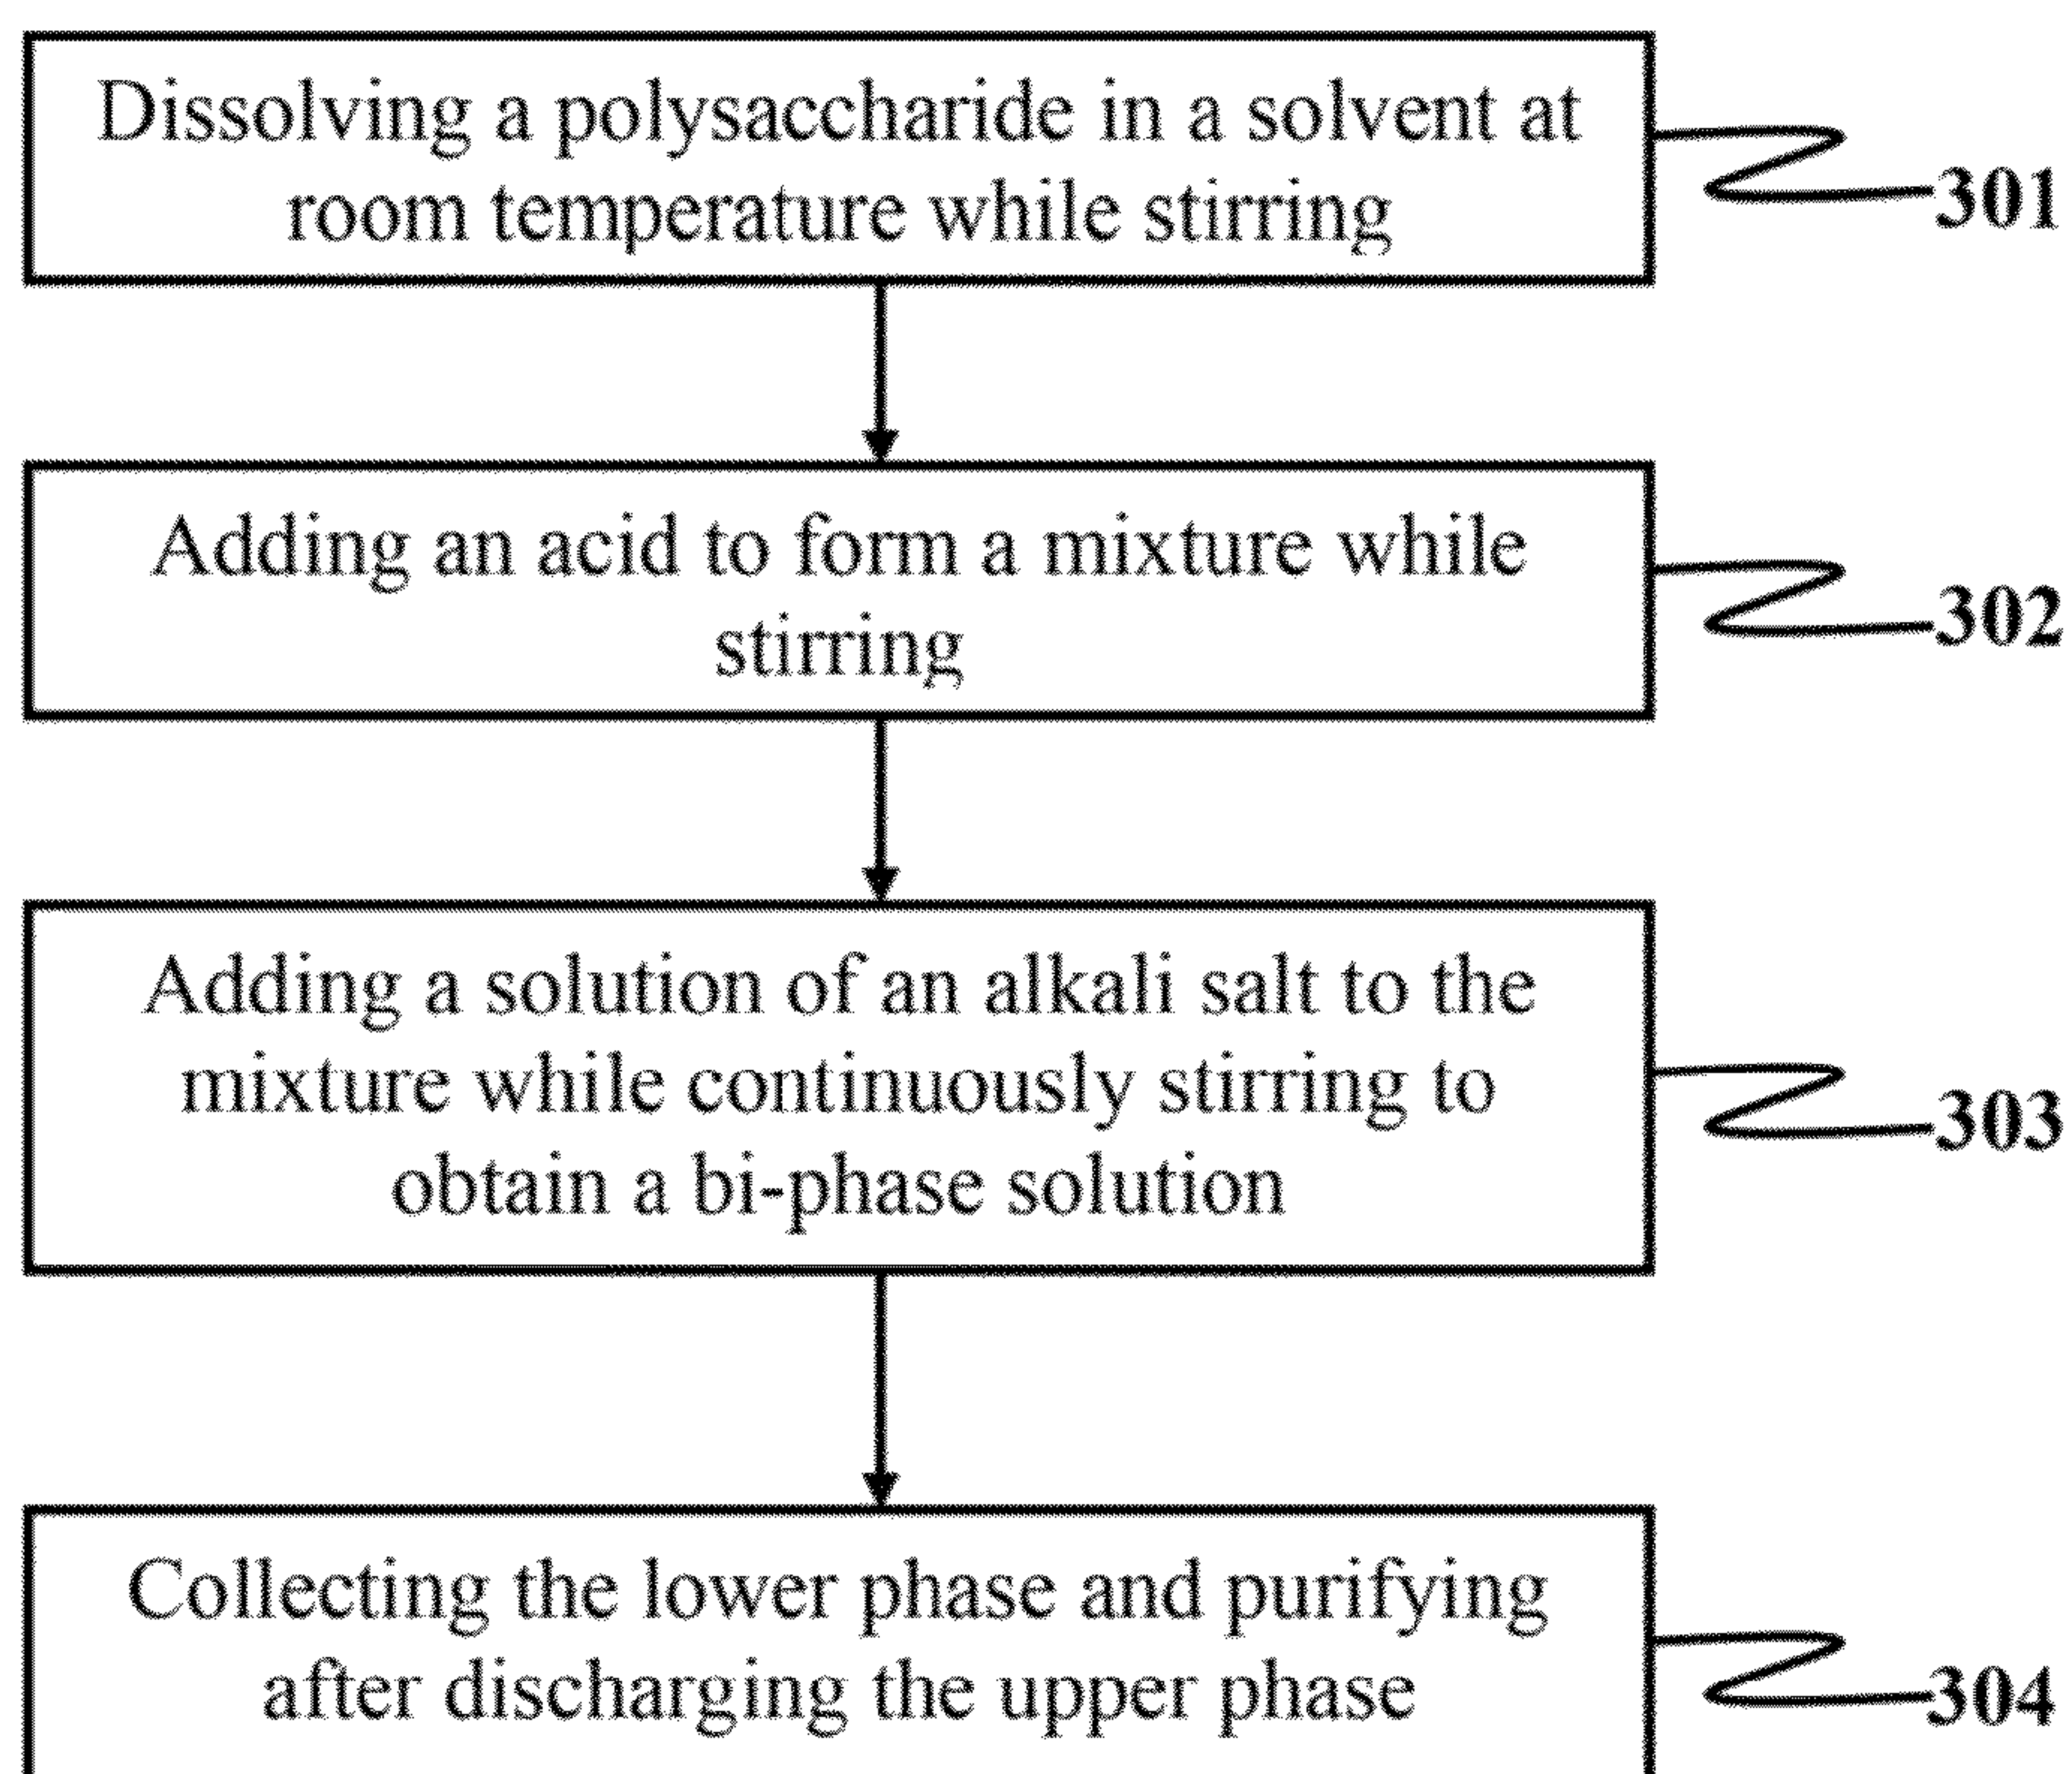 Dissolving a polysaccharide in a solvent at
room temperature while stirring
301
Adding an acid to form a mixture while
stirring
302
Adding a solution of an alkali salt to the
mixture while continuously stirring to
obtain a bi-phase solution
303
Collecting the lower phase and purifying
after discharging the upper phase
304